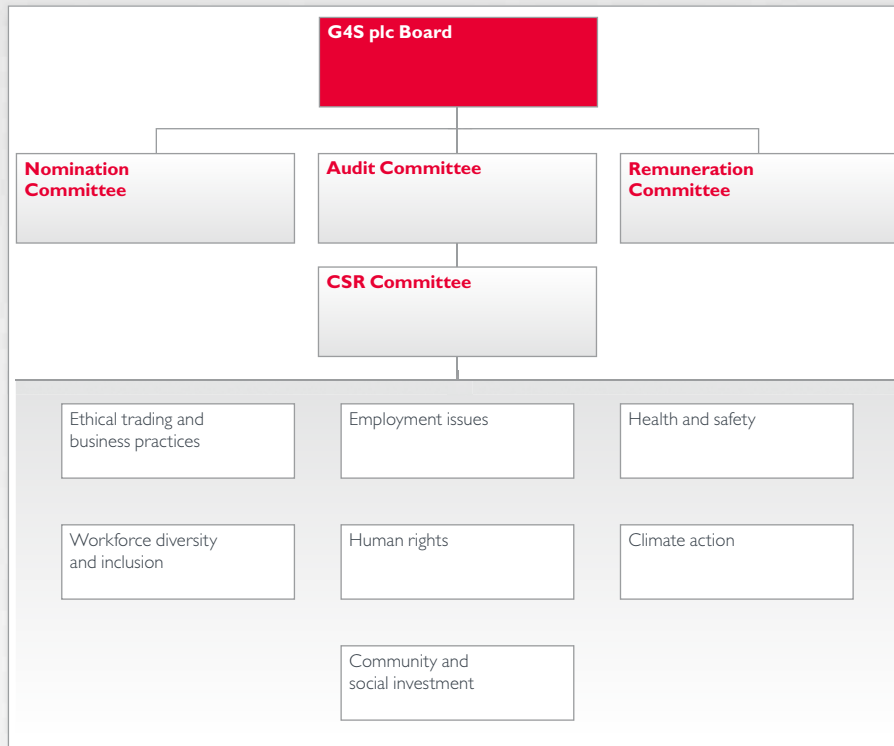 G4S plc Board
Nomination
Committee
Audit Committee
Remuneration
Committee
CSR Committee
Ethical trading and
business practices
Employment issues
Health and safety
Workforce diversity
and inclusion
Human rights
Climate action
Community and
social investment